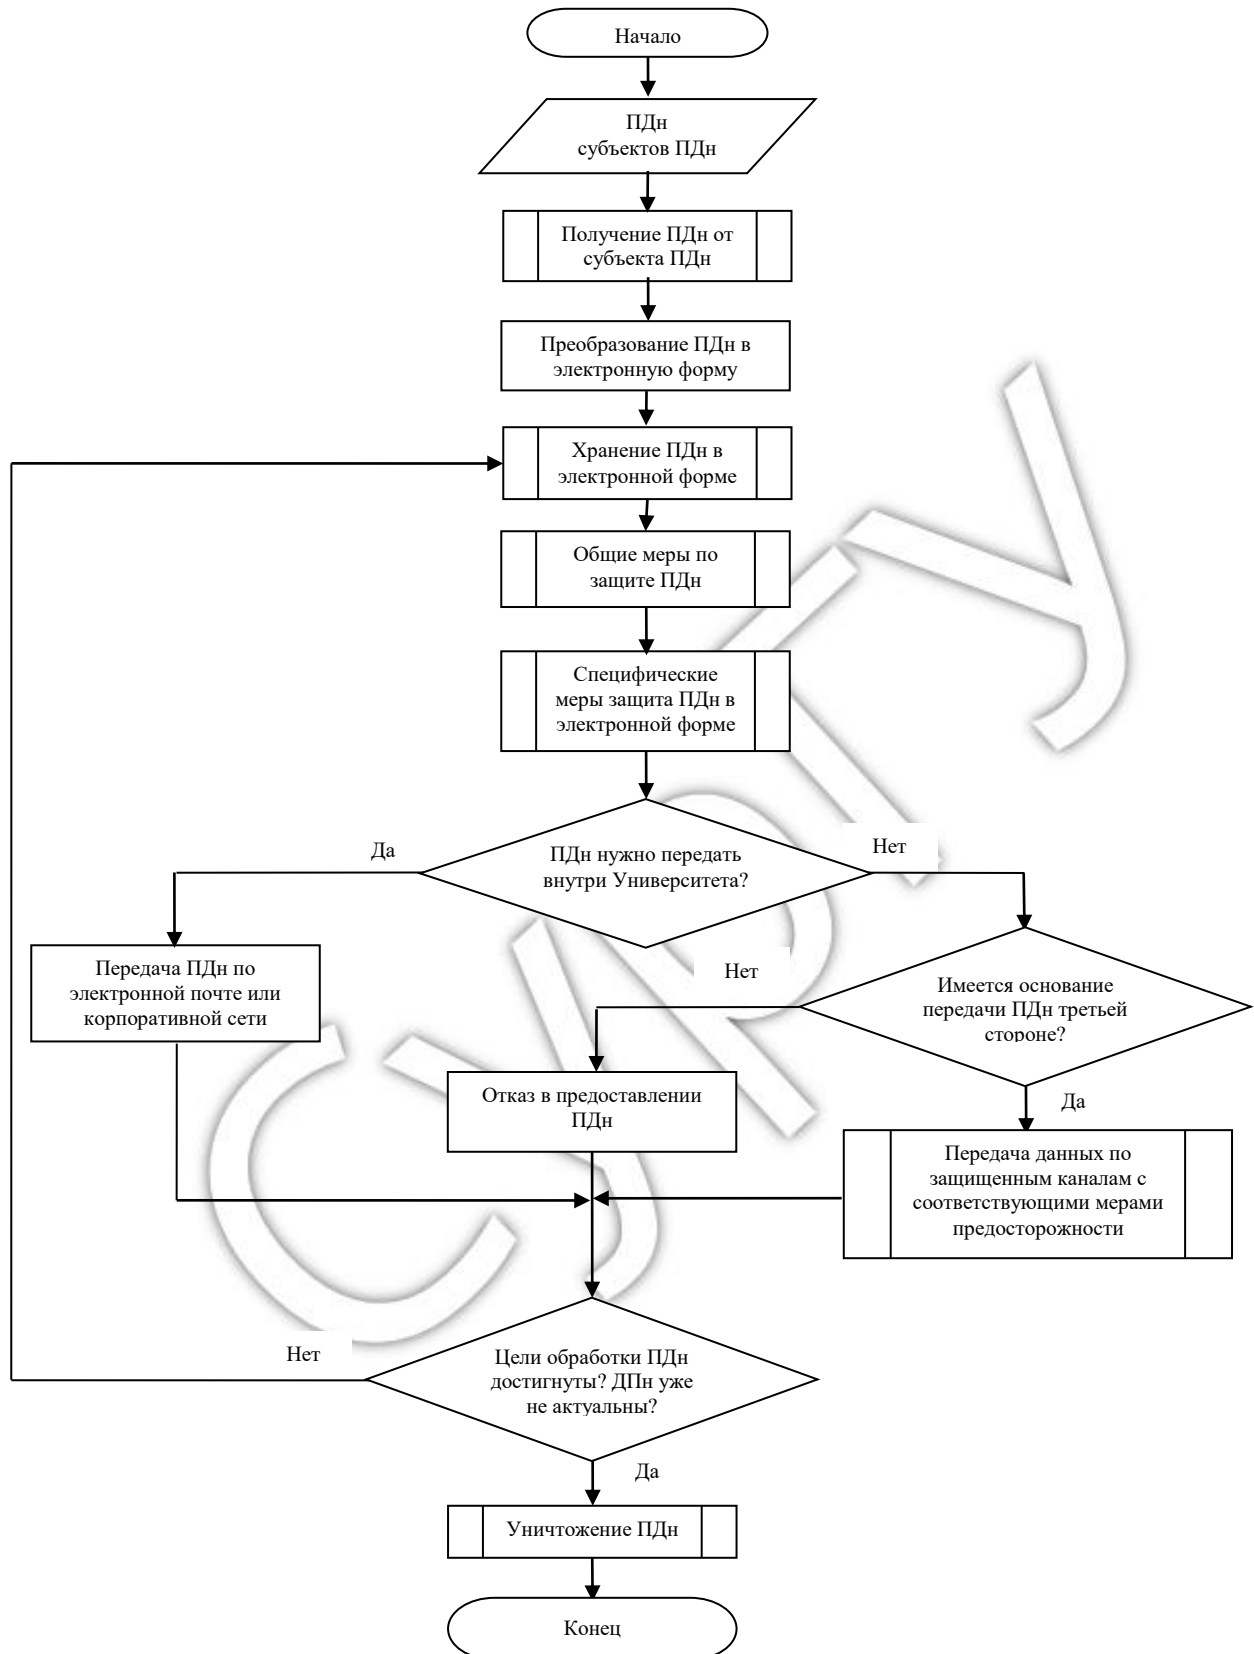 Начало
ПДн
субъектов ПДн
Получение ПДн от
субъекта ПДн
Преобразование ПДн в
электронную форму
Хранение ПДн в
электронной форме
Общие меры по
защите ПДн
Специфические
меры защита ПДн в
электронной форме
ПДн нужно передать
внутри Университета?
Да
Нет
Передача ПДн по
электронной почте или
корпоративной сети
Имеется основание
передачи ПДн третьей
стороне?
Нет
Да
Отказ в предоставлении
ПДн
Передача данных по
защищенным каналам с
соответствующими мерами
предосторожности
Цели обработки ПДн
достигнуты? ДПн уже
не актуальны?
Нет
Да
Уничтожение ПДн
Конец
СурГУ